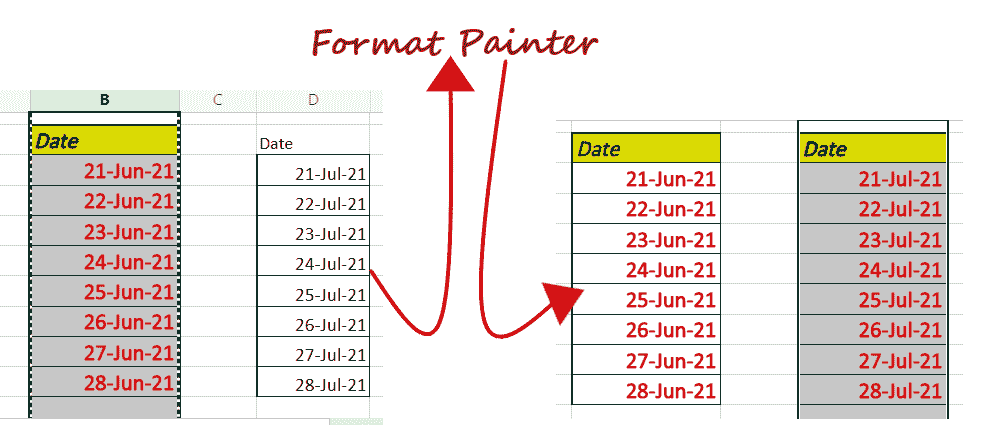 Format Painter
B C D
Date Date
21-Jun-21 21-Jul-21
22-Jun-21 22-Jul-21
23-Jun-21 23-Jul-21
24-Jun-21 24-Jul-21
25-Jun-21 25-Jul-21
26-Jun-21 26-Jul-21
27-Jun-21 27-Jul-21
28-Jun-21 28-Jul-21
Date Date
21-Jun-21 21-Jul-21
22-Jun-21 22-Jul-21
23-Jun-21 23-Jul-21
24-Jun-21 24-Jul-21
25-Jun-21 25-Jul-21
26-Jun-21 26-Jul-21
27-Jun-21 27-Jul-21
28-Jun-21 28-Jul-21